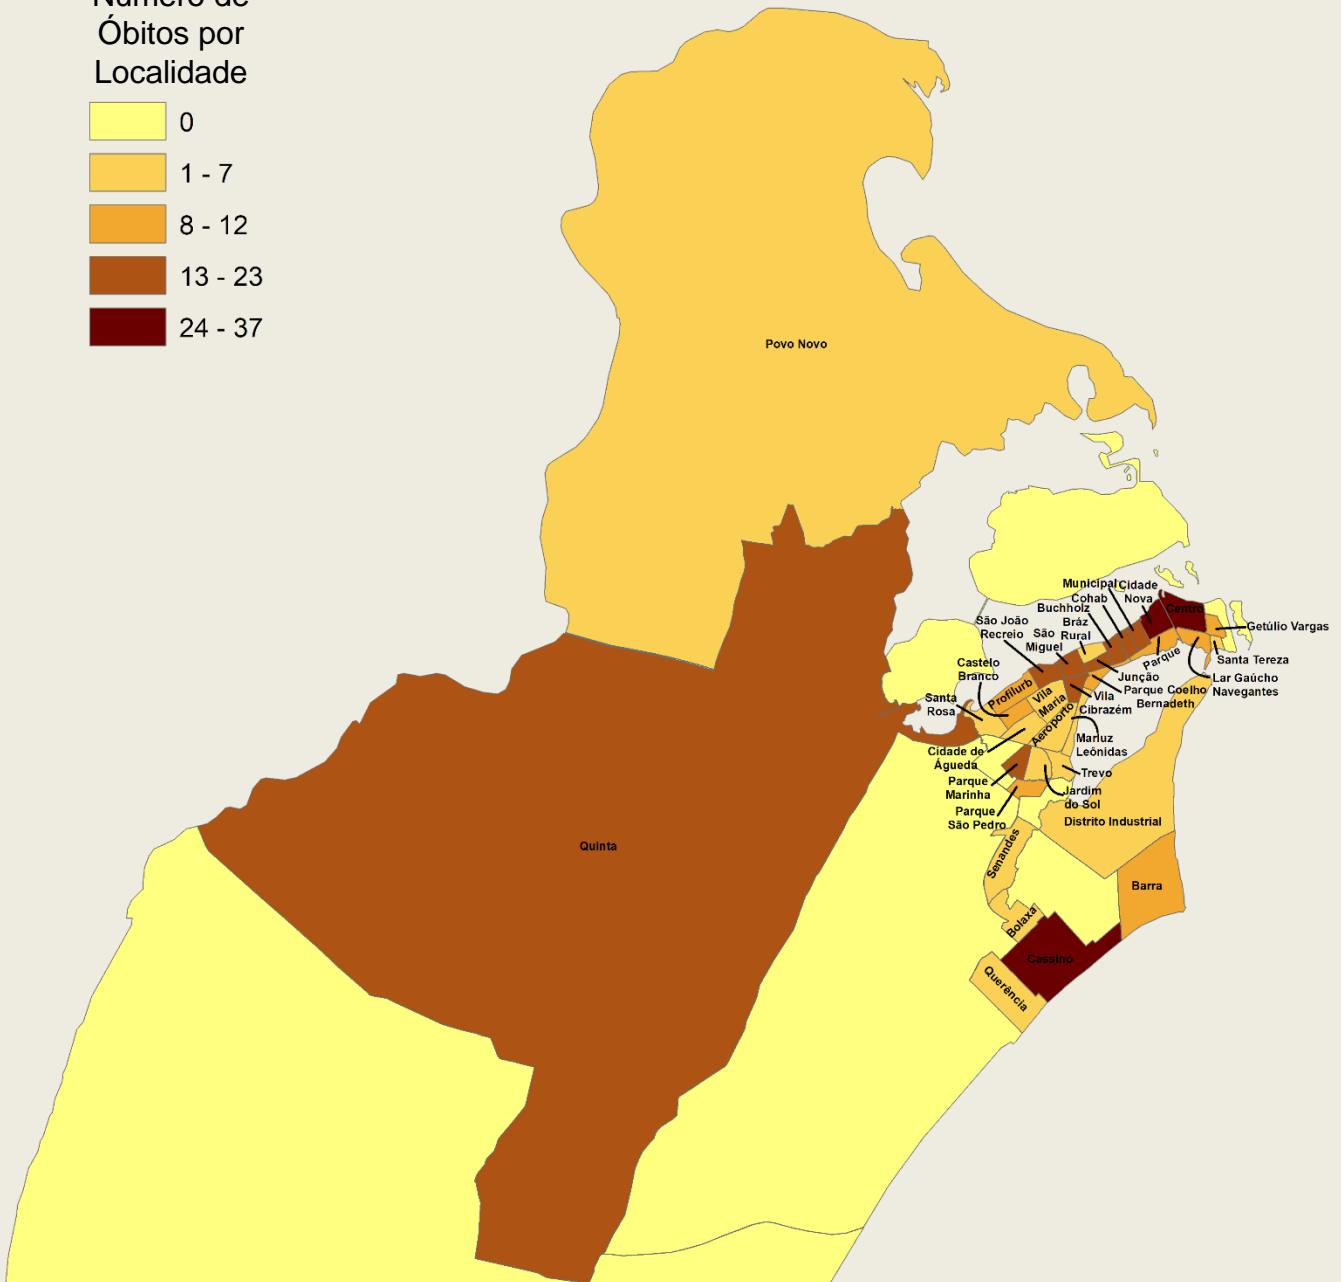 Número de
Óbitos por
Localidade
0
1 - 7
8 - 12
13 - 23
24 - 37
Povo Novo
Municipal
Cidade
Nova
Cohab
Centro
Buchholz
Bráz
Rural
São João
Recreio
São
Miguel
Getúlio Vargas
Parque
Santa Tereza
Castelo
Branco
Junção
Lar Gaúcho
Navegantes
Parque Coelho
Bernadeth
Profilurb
Vila
Maria
Vila
Cibrazém
Santa
Rosa
Aeroporto
Marluz
Leônidas
Cidade de
Águeda
Trevo
Parque
Marinha
Jardim
do Sol
Parque
São Pedro
Distrito Industrial
Quinta
Senandes
Barra
Bolaxa
Cassino
Querência